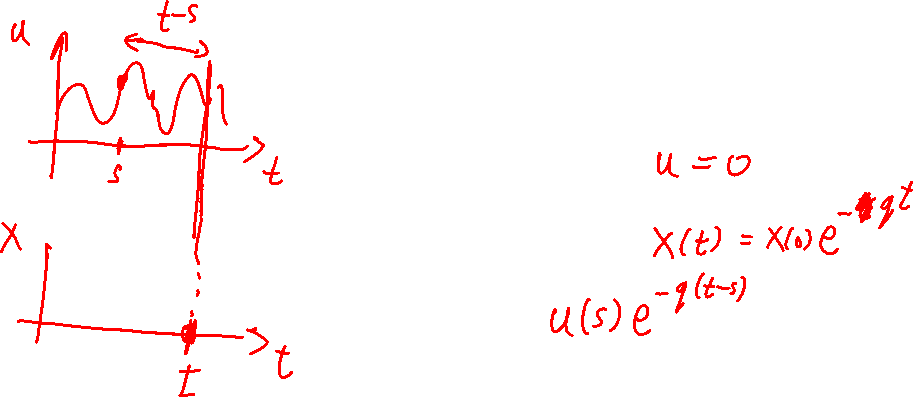 t-s
u
s
t
u = 0
x
x(t) = x(0) e^{-qt}
u(s) e^{-q(t-s)}
t
t